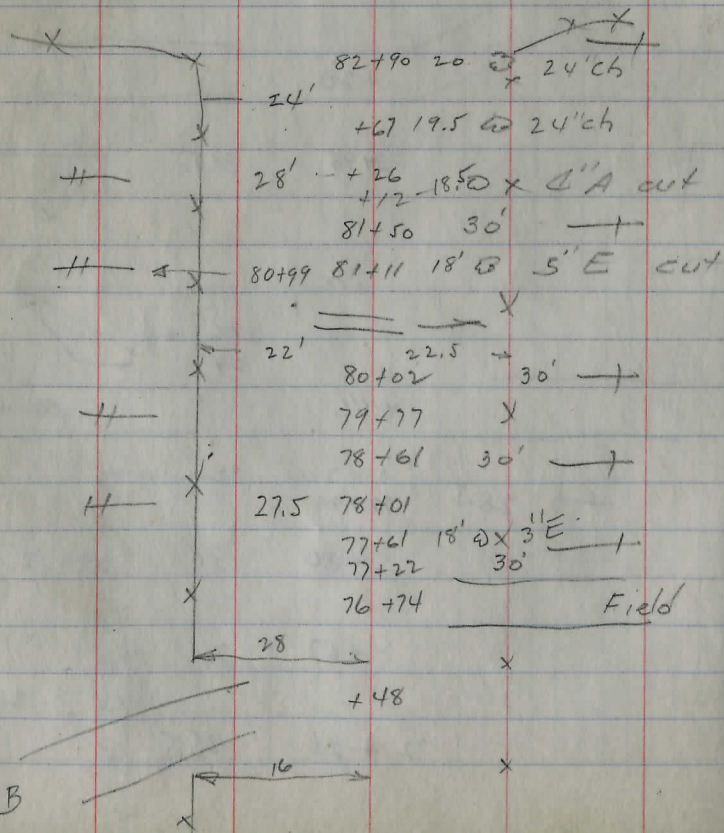 82+90 20 24'ch
24'
+67 19.5 24"ch
28' + 26
+12 18.5 x 4"A cut
81+50 30'
80+99 81+11 18' 5"E cut
22' 22.5
80+02 30'
79+77
78+61 30'
27.5 78+01
77+61 18' x 3"E
77+22 30'
76+74 Field
28
+48
16
B